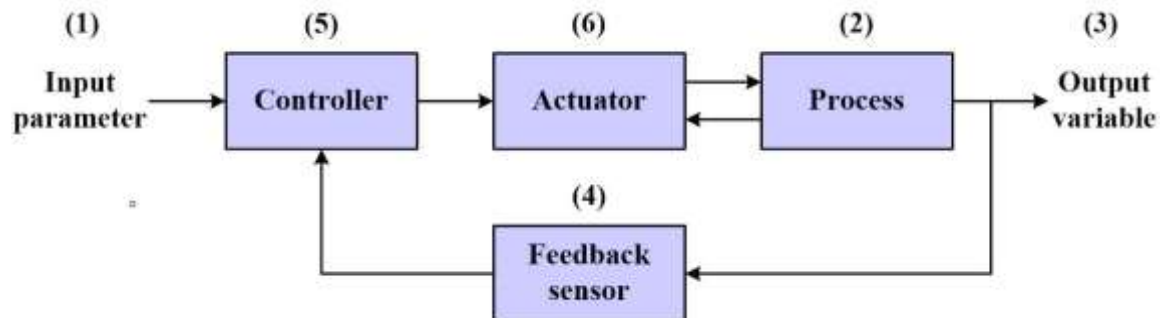 (1)
(5)
(6)
(2)
(3)
Input
parameter
Controller
Actuator
Process
Output
variable
(4)
Feedback
sensor